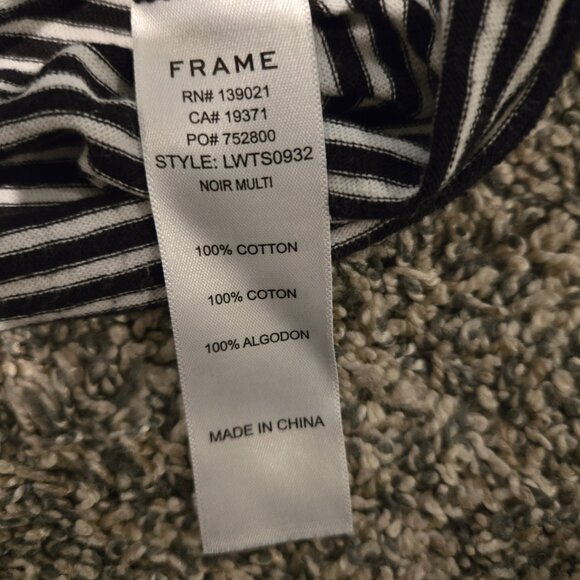 FRAME
RN# 139021
CA# 19371
PO# 752800
STYLE: LWTS0932
NOIR MULTI
100% COTTON
100% COTON
100% ALGODON
MADE IN CHINA